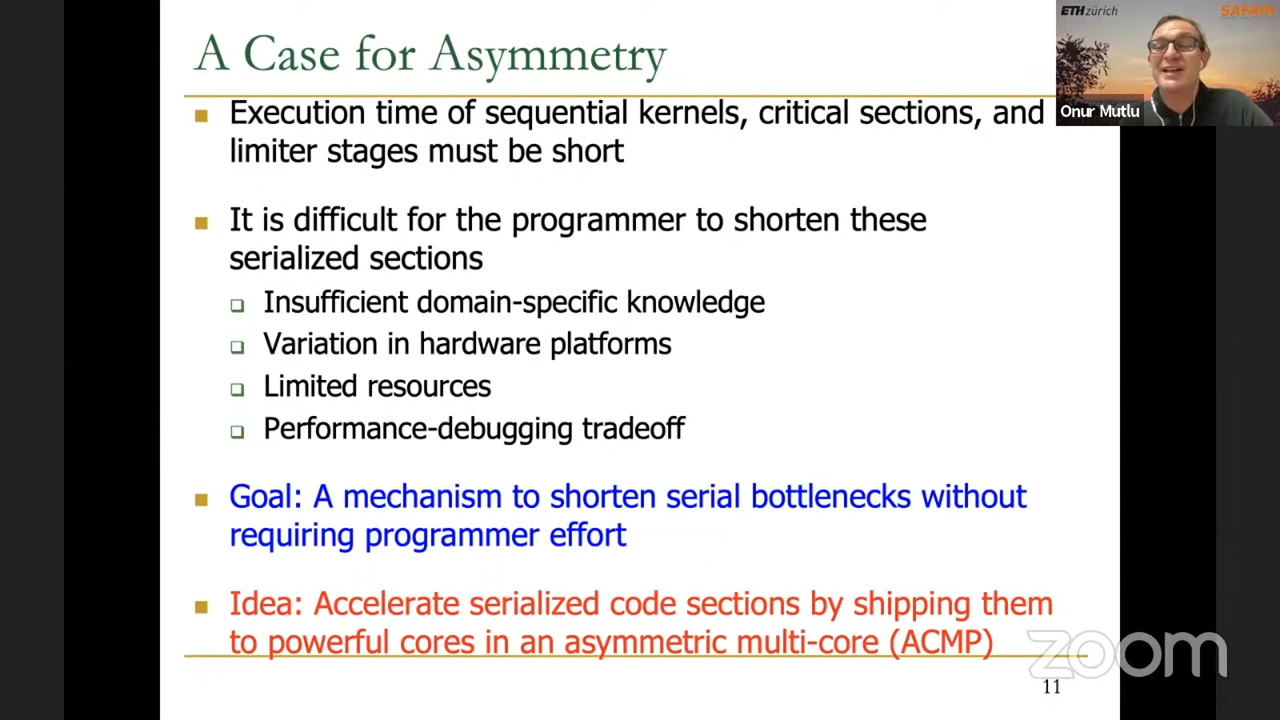 A Case for Asymmetry
Execution time of sequential kernels, critical sections, and
limiter stages must be short
It is difficult for the programmer to shorten these
serialized sections
Insufficient domain-specific knowledge
Variation in hardware platforms
Limited resources
Performance-debugging tradeoff
Goal: A mechanism to shorten serial bottlenecks without
requiring programmer effort
Idea: Accelerate serialized code sections by shipping them
to powerful cores in an asymmetric multi-core (ACMP)
11
ETH zürich
SAFARI
Onur Mutlu
zoom